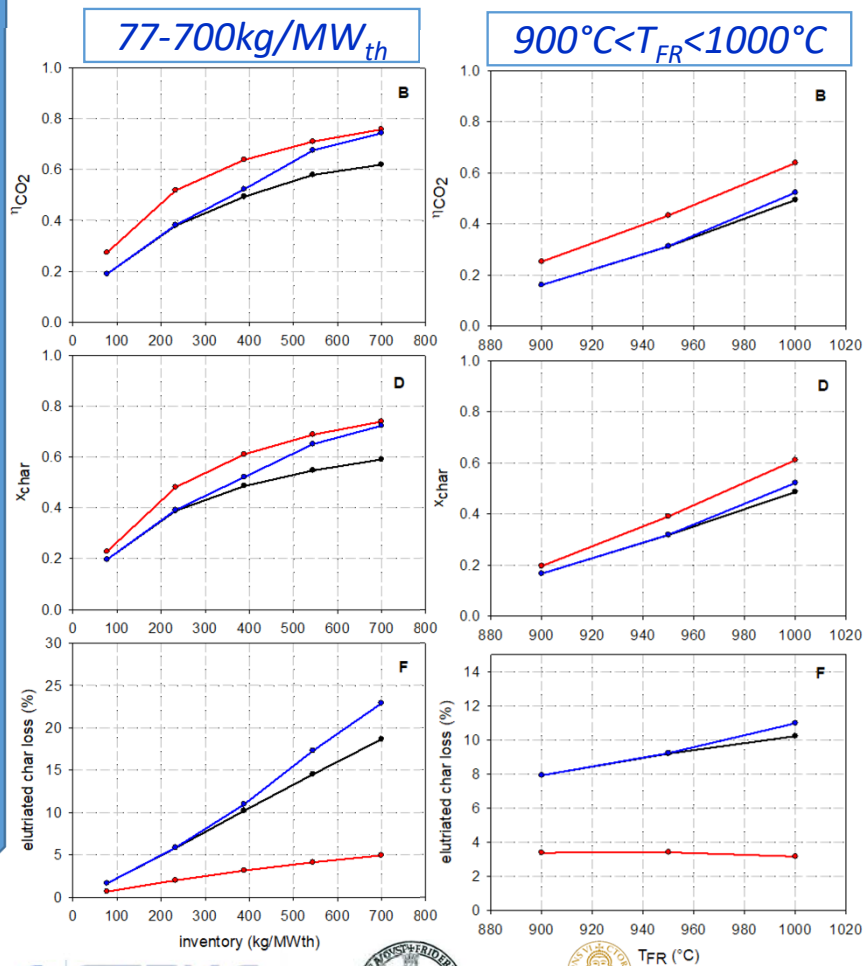 77-700kg/MWth
900°C<TFR<1000°C
1.0
0.8
0.6
0.4
0.2
0.0
ηCO2
B
0 100 200 300 400 500 600 700 800
1.0
0.8
0.6
0.4
0.2
0.0
ηCO2
B
880 900 920 940 960 980 1000 1020
1.0
0.8
0.6
0.4
0.2
0.0
xchar
D
0 100 200 300 400 500 600 700 800
1.0
0.8
0.6
0.4
0.2
0.0
xchar
D
880 900 920 940 960 980 1000 1020
30
25
20
15
10
5
0
elutriated char loss (%)
F
0 100 200 300 400 500 600 700 800
inventory (kg/MWth)
14
12
10
8
6
4
2
0
elutriated char loss (%)
F
880 900 920 940 960 980 1000 1020
TFR (°C)